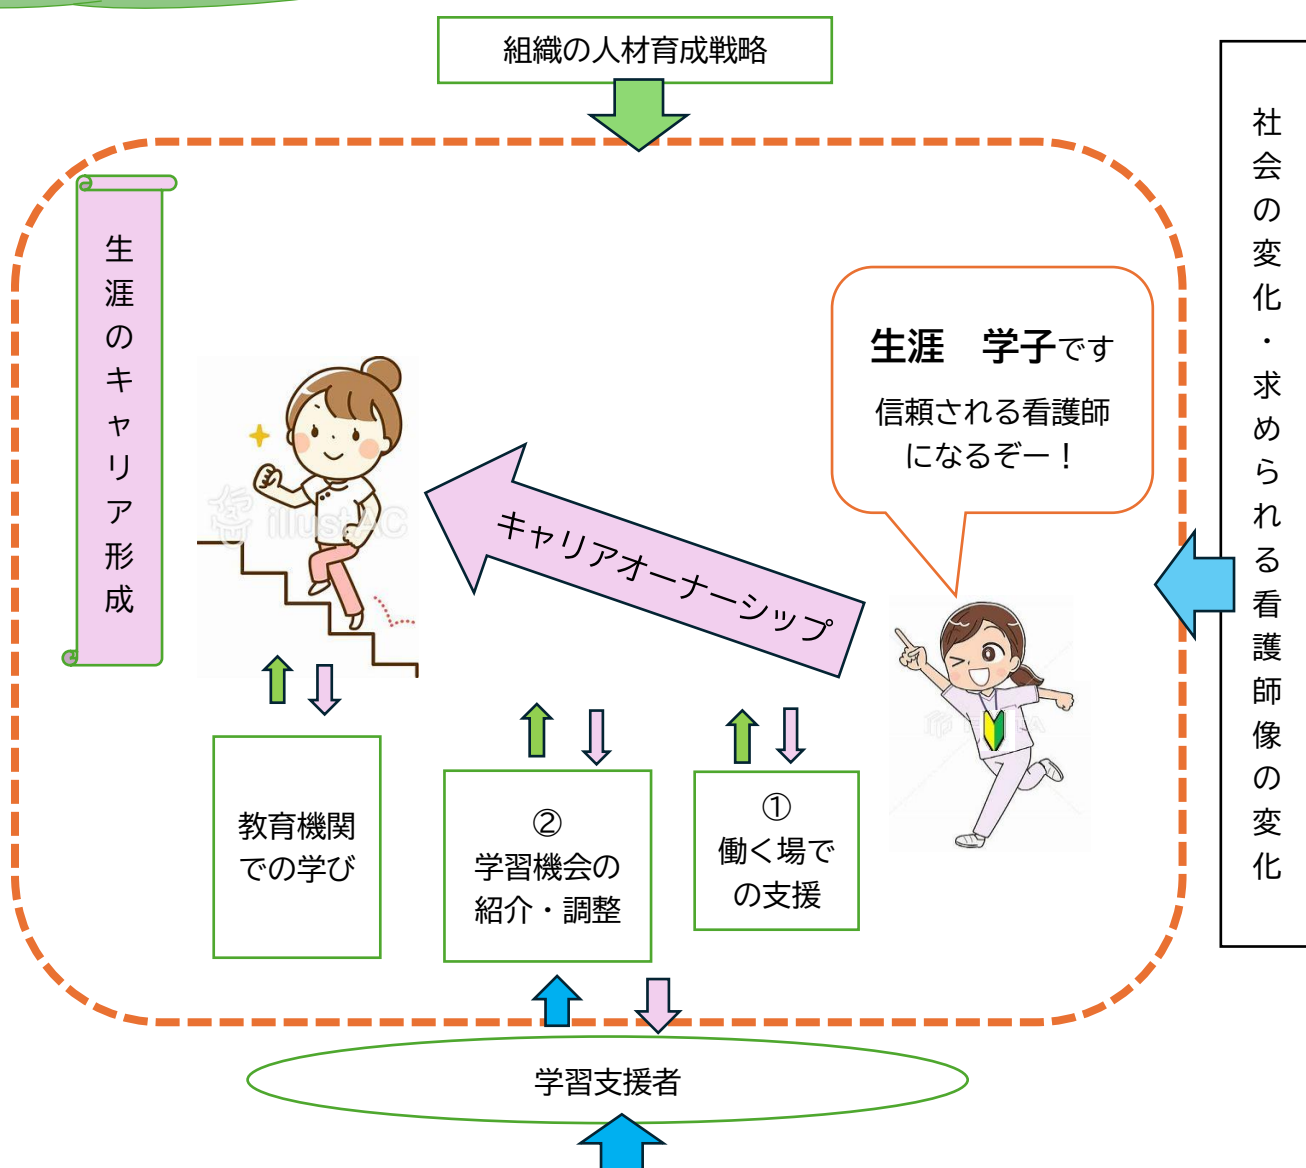 組織の人材育成戦略
社会の変化・求められる看護師像の変化
生涯のキャリア形成
生涯　学子です
信頼される看護師
になるぞー！
キャリアオーナーシップ
illustAC
教育機関
での学び
②
学習機会の
紹介・調整
①
働く場で
の支援
学習支援者